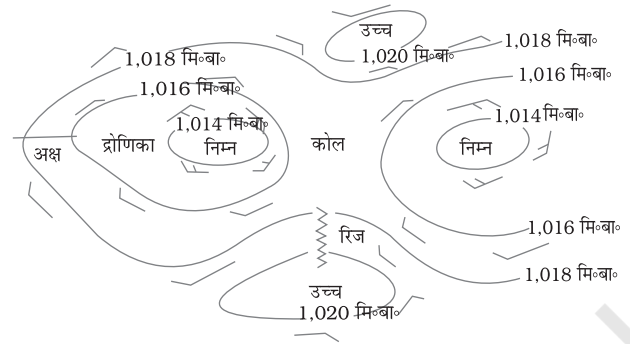 उच्च
1,020 मि॰बा॰
1,018 मि॰बा॰
1,018 मि॰बा॰
1,016 मि॰बा॰
1,016 मि॰बा॰
1,014 मि॰बा॰
1,014मि॰बा॰
अक्ष
द्रोणिका
निम्न
कोल
निम्न
1,016 मि॰बा॰
रिज
1,018 मि॰बा॰
उच्च
1,020 मि॰बा॰